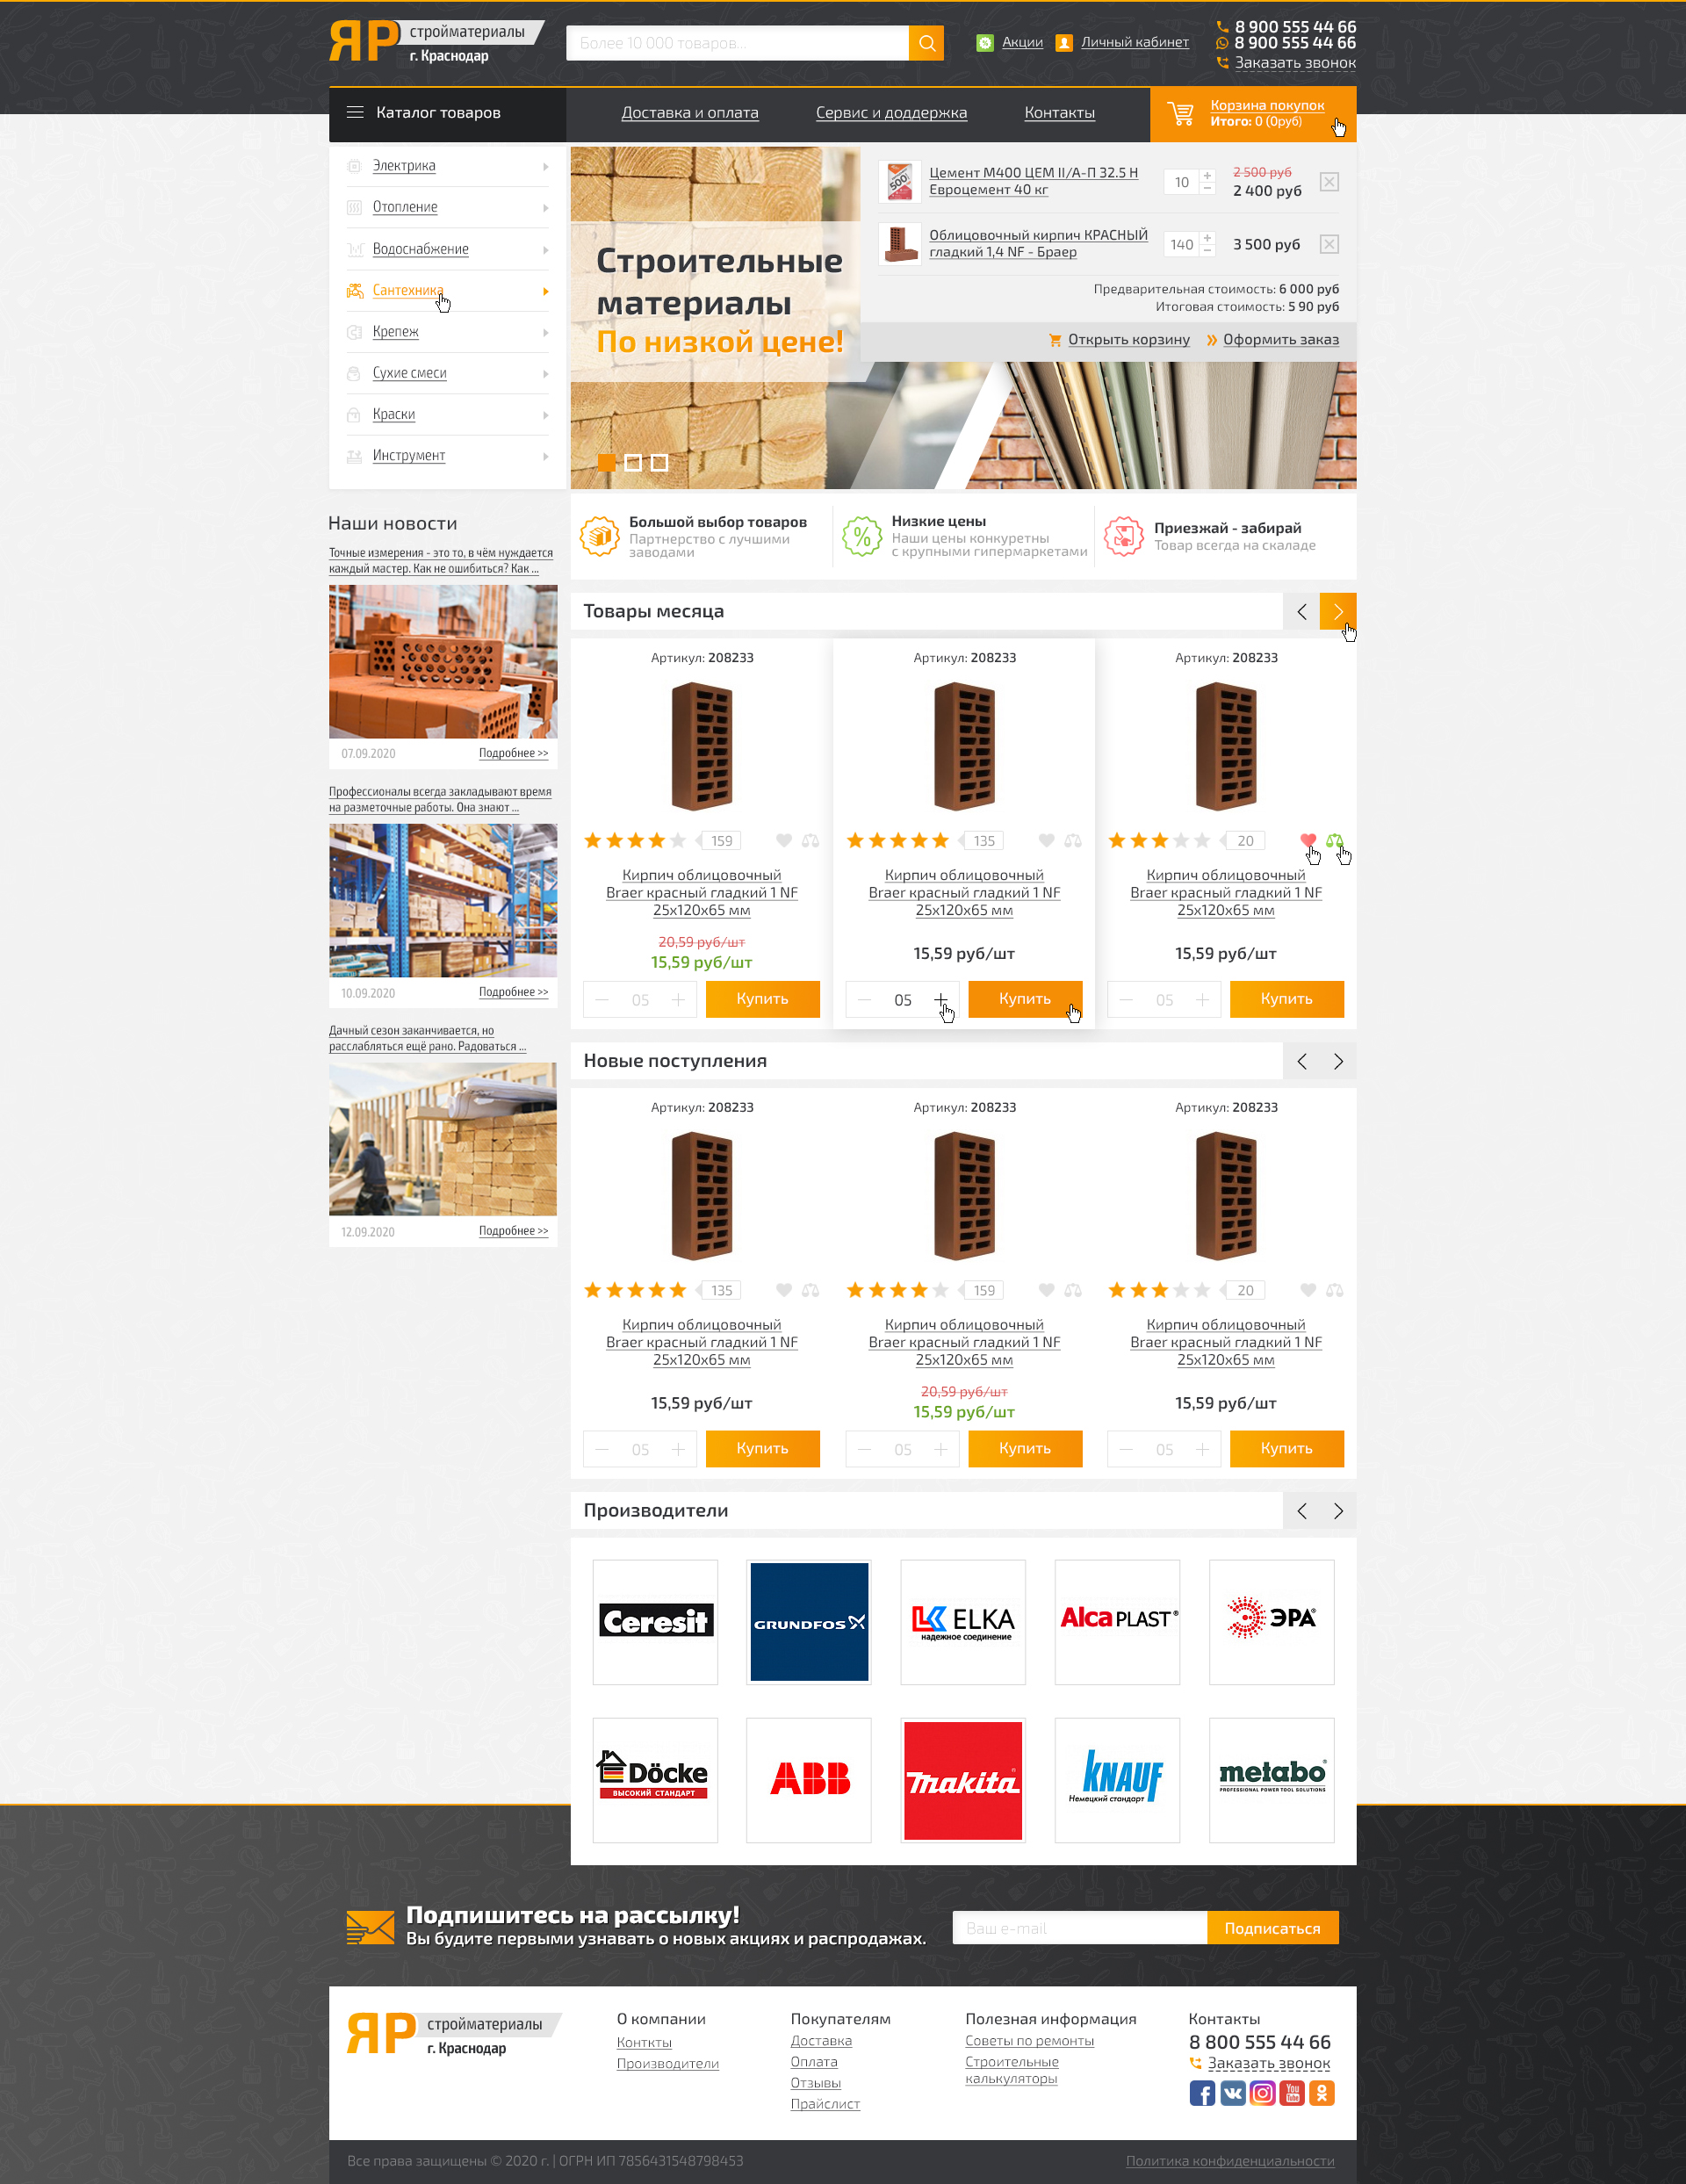 ЯР стройматериалы
г. Краснодар
Более 10 000 товаров...
Акции
Личный кабинет
8 900 555 44 66
8 900 555 44 66
Заказать звонок
Каталог товаров
Доставка и оплата
Сервис и доддержка
Контакты
Корзина покупок
Итого: 0 (0руб)
Электрика
Отопление
Водоснабжение
Сантехника
Крепеж
Сухие смеси
Краски
Инструмент
Строительные
материалы
По низкой цене!
500
Цемент М400 ЦЕМ II/А-П 32.5 Н
Евроцемент 40 кг
10
2 500 руб
2 400 руб
Облицовочный кирпич КРАСНЫЙ
гладкий 1,4 NF - Браер
140
3 500 руб
Предварительная стоимость: 6 000 руб
Итоговая стоимость: 5 90 руб
Открыть корзину
Оформить заказ
Большой выбор товаров
Партнерство с лучшими
заводами
%
Низкие цены
Наши цены конкуретны
с крупными гипермаркетами
Приезжай - забирай
Товар всегда на скаладе
Наши новости
Точные измерения - это то, в чём нуждается
каждый мастер. Как не ошибиться? Как ...
07.09.2020
Подробнее >>
Профессионалы всегда закладывают время
на разметочные работы. Она знают ...
10.09.2020
Подробнее >>
Дачный сезон заканчивается, но
расслабляться ещё рано. Радоваться ...
12.09.2020
Подробнее >>
Товары месяца
Артикул: 208233
159
Кирпич облицовочный
Braer красный гладкий 1 NF
25х120х65 мм
20,59 руб/шт
15,59 руб/шт
05
Купить
Артикул: 208233
135
Кирпич облицовочный
Braer красный гладкий 1 NF
25х120х65 мм
15,59 руб/шт
05
Купить
Артикул: 208233
20
Кирпич облицовочный
Braer красный гладкий 1 NF
25х120х65 мм
15,59 руб/шт
05
Купить
Новые поступления
Артикул: 208233
135
Кирпич облицовочный
Braer красный гладкий 1 NF
25х120х65 мм
15,59 руб/шт
05
Купить
Артикул: 208233
159
Кирпич облицовочный
Braer красный гладкий 1 NF
25х120х65 мм
20,59 руб/шт
15,59 руб/шт
05
Купить
Артикул: 208233
20
Кирпич облицовочный
Braer красный гладкий 1 NF
25х120х65 мм
15,59 руб/шт
05
Купить
Производители
Ceresit
GRUNDFOS
LK ELKA
надежное соединение
Alca PLAST®
ЭРА®
Döcke
ВЫСОКИЙ СТАНДАРТ
ABB
makita®
KNAUF
Немецкий стандарт
metabo®
PROFESSIONAL POWER TOOL SOLUTIONS
Подпишитесь на рассылку!
Вы будите первыми узнавать о новых акциях и распродажах.
Ваш e-mail
Подписаться
ЯР стройматериалы
г. Краснодар
О компании
Конткты
Производители
Покупателям
Доставка
Оплата
Отзывы
Прайслист
Полезная информация
Советы по ремонты
Строительные
калькуляторы
Контакты
8 800 555 44 66
Заказать звонок
You
Tube
Все права защищены © 2020 г. | ОГРН ИП 7856431548798453
Политика конфиденциальности